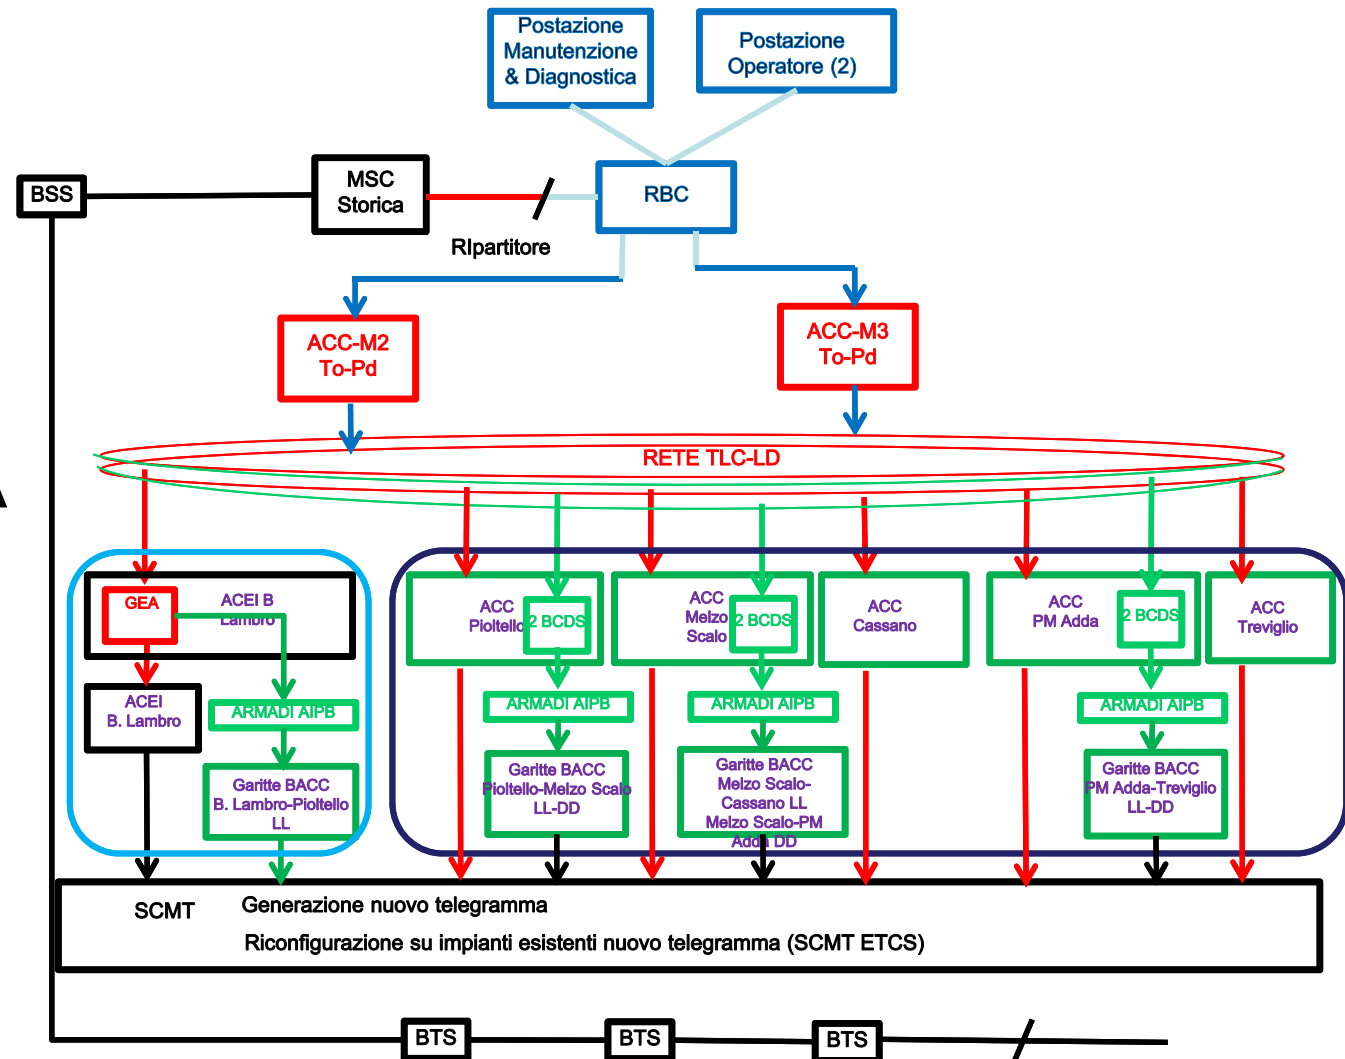 Postazione
Manutenzione
& Diagnostica
Postazione
Operatore (2)
BSS
MSC
Storica
RBC
RIpartitore
ACC-M2
To-Pd
ACC-M3
To-Pd
RETE TLC-LD
GEA
ACEI B
Lambro
ACC
Pioltello
2 BCDS
ACC
Melzo
Scalo
2 BCDS
ACC
Cassano
ACC
PM Adda
2 BCDS
ACC
Treviglio
ACEI
B. Lambro
ARMADI AIPB
ARMADI AIPB
ARMADI AIPB
ARMADI AIPB
Garitte BACC
B. Lambro-Pioltello
LL
Garitte BACC
Pioltello-Melzo Scalo
LL-DD
Garitte BACC
Melzo Scalo-
Cassano LL
Melzo Scalo-PM
Adda DD
Garitte BACC
PM Adda-Treviglio
LL-DD
SCMT
Generazione nuovo telegramma
Riconfigurazione su impianti esistenti nuovo telegramma (SCMT ETCS)
BTS
BTS
BTS